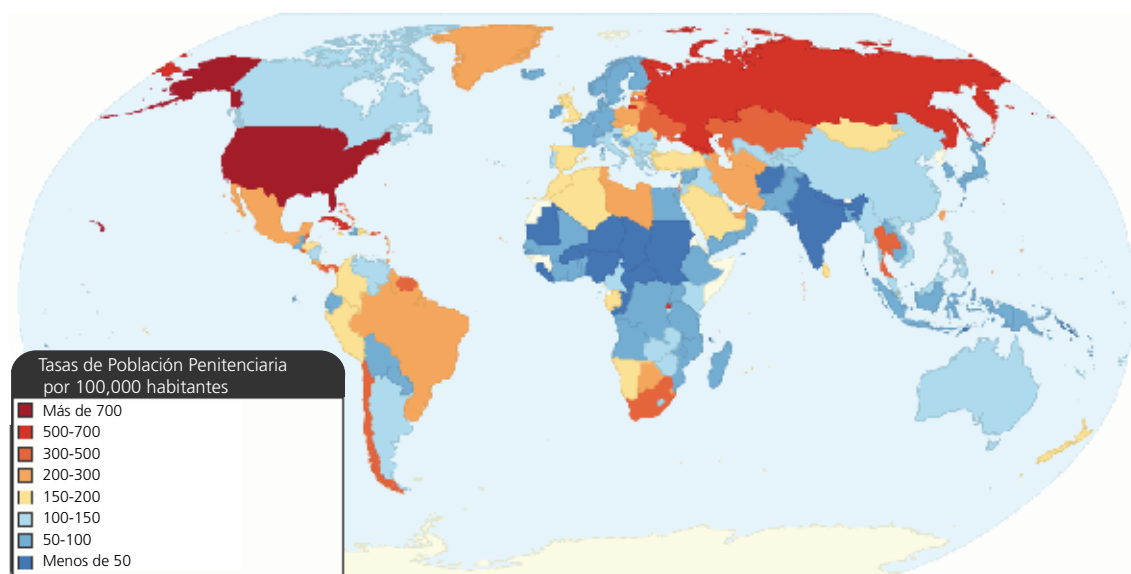 Tasas de Población Penitenciaria
por 100,000 habitantes
Más de 700
500-700
300-500
200-300
150-200
100-150
50-100
Menos de 50